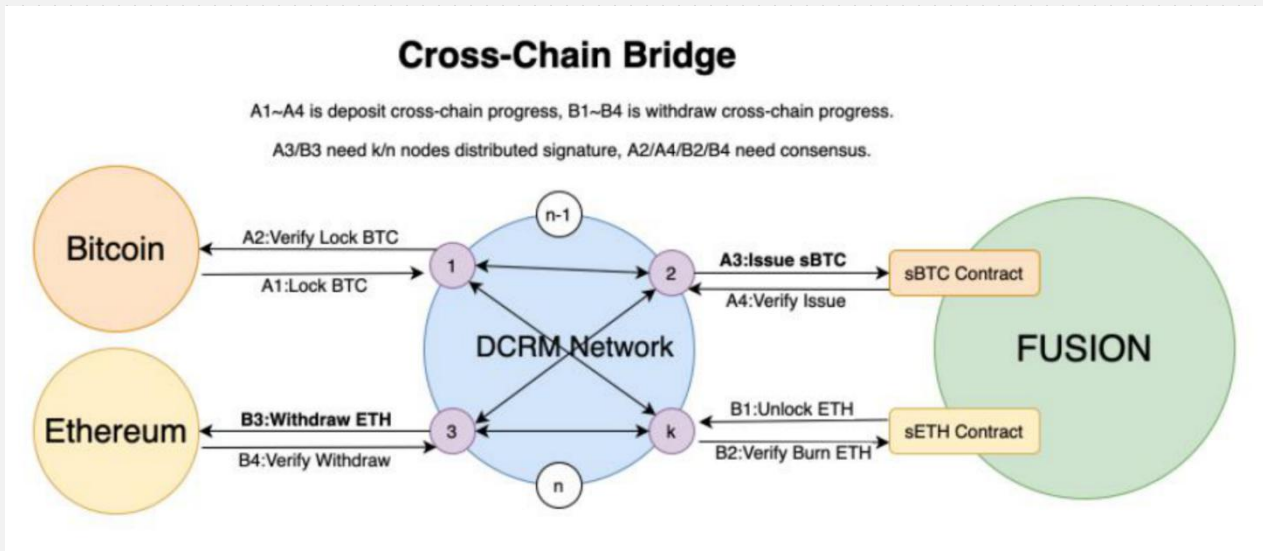 Cross-Chain Bridge
A1~A4 is deposit cross-chain progress, B1~B4 is withdraw cross-chain progress.
A3/B3 need k/n nodes distributed signature, A2/A4/B2/B4 need consensus.
n-1
Bitcoin
A2:Verify Lock BTC
A1:Lock BTC
1
2
A3:Issue sBTC
A4:Verify Issue
sBTC Contract
DCRM Network
FUSION
Ethereum
B3:Withdraw ETH
B4:Verify Withdraw
3
k
B1:Unlock ETH
B2:Verify Burn ETH
sETH Contract
n